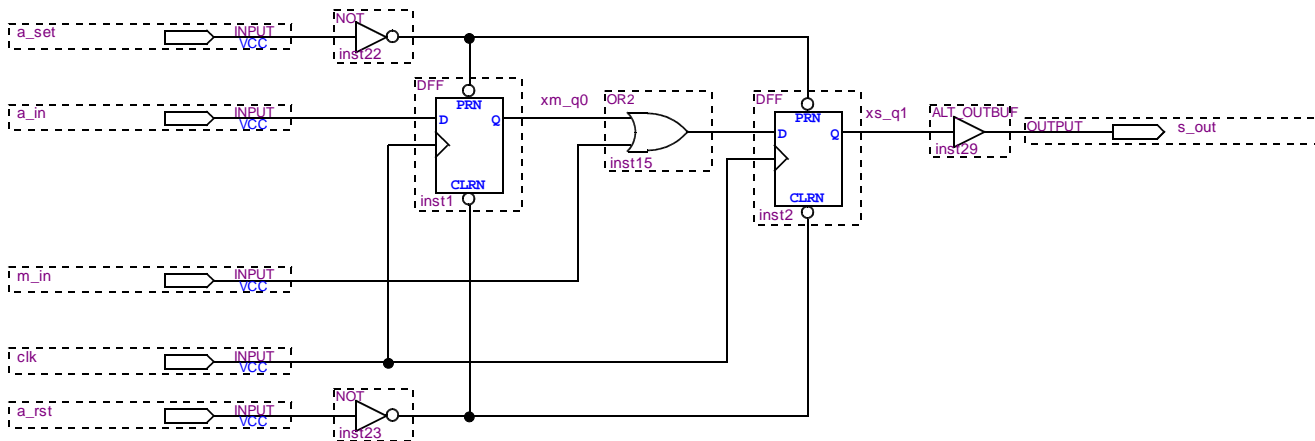 a_set
INPUT
VCC
NOT
inst22
a_in
INPUT
VCC
DFF
PRN
D
Q
CLRN
inst1
xm_q0
OR2
inst15
DFF
PRN
D
Q
CLRN
inst2
xs_q1
ALT_OUTBUF
inst29
OUTPUT
s_out
m_in
INPUT
VCC
clk
INPUT
VCC
a_rst
INPUT
VCC
NOT
inst23